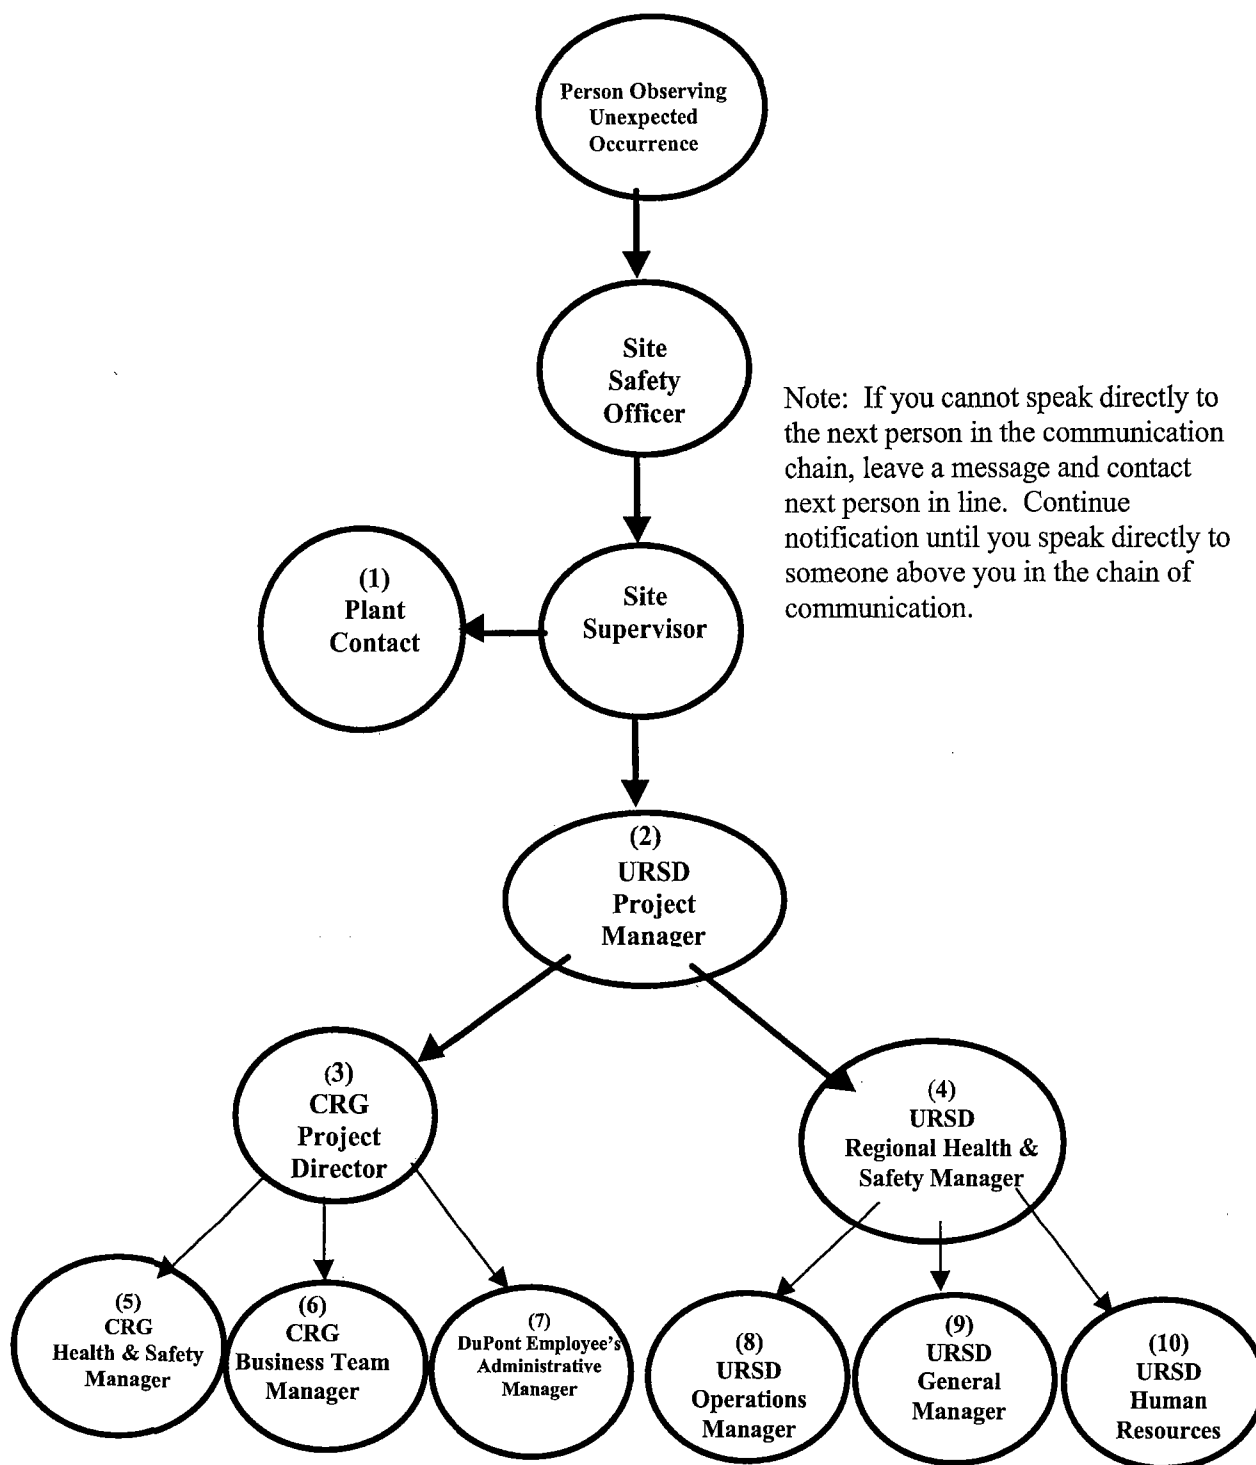 Person Observing
Unexpected
Occurrence
Site
Safety
Officer
Note: If you cannot speak directly to
the next person in the communication
chain, leave a message and contact
next person in line. Continue
notification until you speak directly to
someone above you in the chain of
communication.
(1)
Plant
Contact
Site
Supervisor
(2)
URSD
Project
Manager
(3)
CRG
Project
Director
(4)
URSD
Regional Health &
Safety Manager
(5)
CRG
Health & Safety
Manager
(6)
CRG
Business Team
Manager
(7)
DuPont Employee's
Administrative
Manager
(8)
URSD
Operations
Manager
(9)
URSD
General
Manager
(10)
URSD
Human
Resources